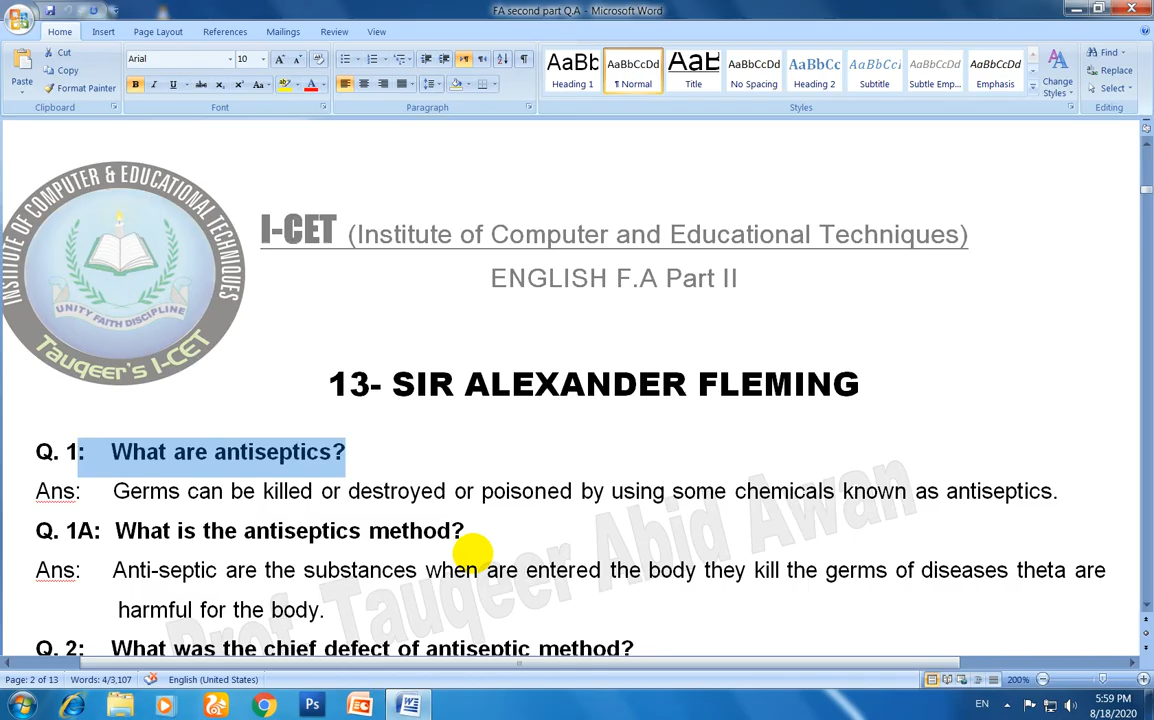 FA second part Q.A - Microsoft Word
Home Insert Page Layout References Mailings Review View
Paste
Cut
Copy
Format Painter
Clipboard
Arial 10
B I U abc x₂ x² Aa A
Font
Paragraph
AaBb AaBbCcDd AaBb AaBbCcDd AaBbCc AaBbCcDd AaBbCcDd AaBbCcDd
Heading 1 ¶ Normal Title No Spacing Heading 2 Subtitle Subtle Emp... Emphasis
Change Styles
Styles
Find
Replace
Select
Editing
INSTITUTE OF COMPUTER & EDUCATIONAL TECHNIQUES
UNITY FAITH DISCIPLINE
Tauqeer's I-CET
I-CET (Institute of Computer and Educational Techniques)
ENGLISH F.A Part II
13- SIR ALEXANDER FLEMING
Q. 1: What are antiseptics?
Ans: Germs can be killed or destroyed or poisoned by using some chemicals known as antiseptics.
Q. 1A: What is the antiseptics method?
Ans: Anti-septic are the substances when are entered the body they kill the germs of diseases theta are
harmful for the body.
Q. 2: What was the chief defect of antiseptic method?
Prof. Tauqeer Abid Awan
Page: 2 of 13 Words: 4/3,107 English (United States) 200%
EN 5:59 PM
8/18/2020